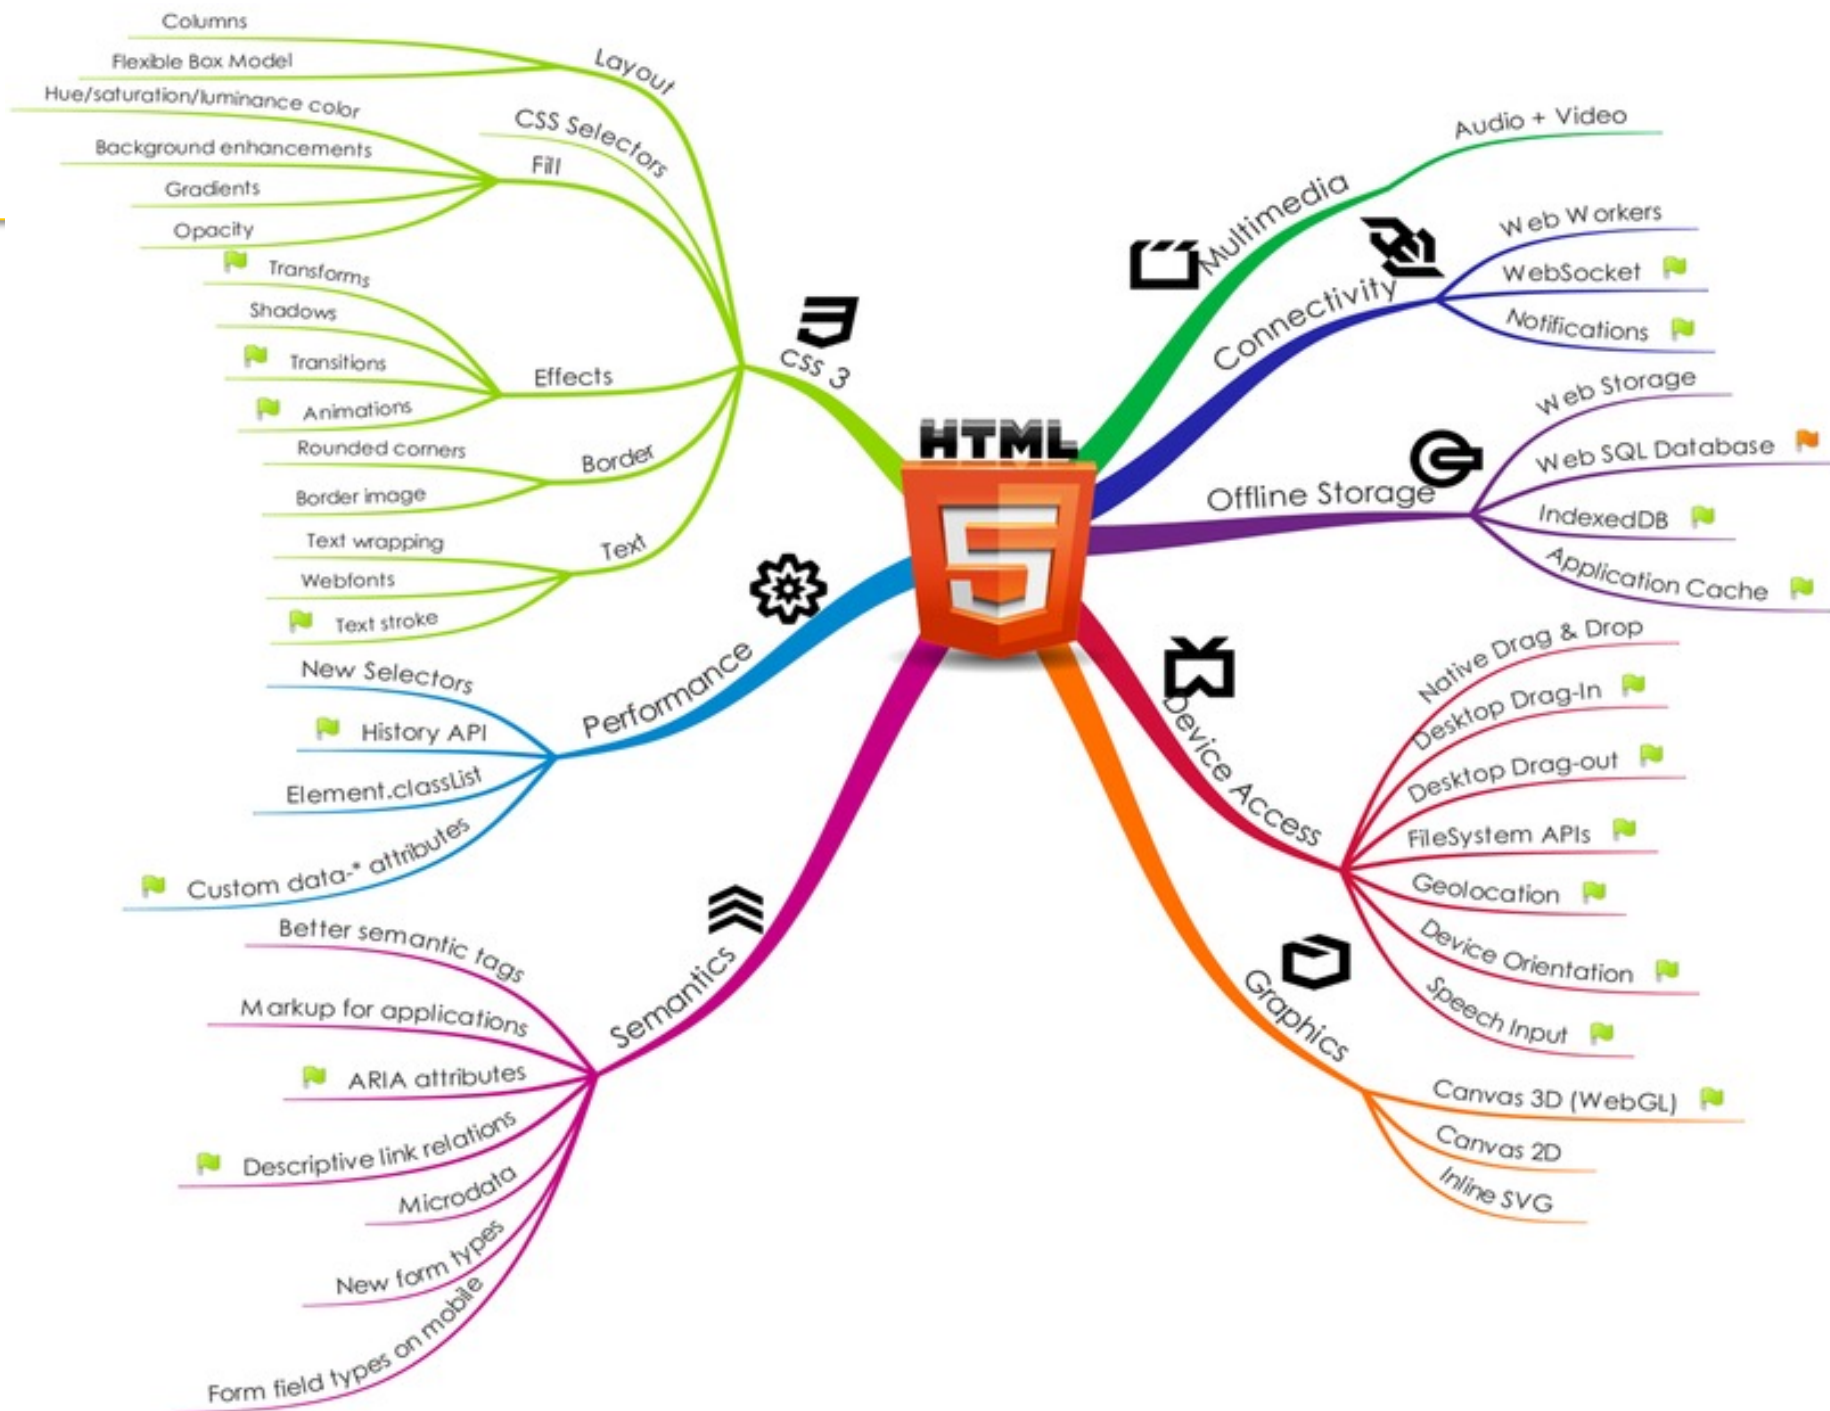 Columns
Flexible Box Model
Layout
Hue/saturation/luminance color
Background enhancements
Gradients
Opacity
CSS Selectors
Fill
Transforms
Shadows
Transitions
Animations
Effects
Rounded corners
Border image
Border
Text wrapping
Webfonts
Text stroke
Text
CSS 3
New Selectors
History API
Element.classList
Custom data-* attributes
Performance
Better semantic tags
Markup for applications
ARIA attributes
Descriptive link relations
Microdata
New form types
Form field types on mobile
Semantics
HTML
5
Multimedia
Audio + Video
Connectivity
Web Workers
WebSocket
Notifications
Offline Storage
Web Storage
Web SQL Database
IndexedDB
Application Cache
Device Access
Native Drag & Drop
Desktop Drag-In
Desktop Drag-out
FileSystem APIs
Geolocation
Device Orientation
Speech Input
Graphics
Canvas 3D (WebGL)
Canvas 2D
Inline SVG